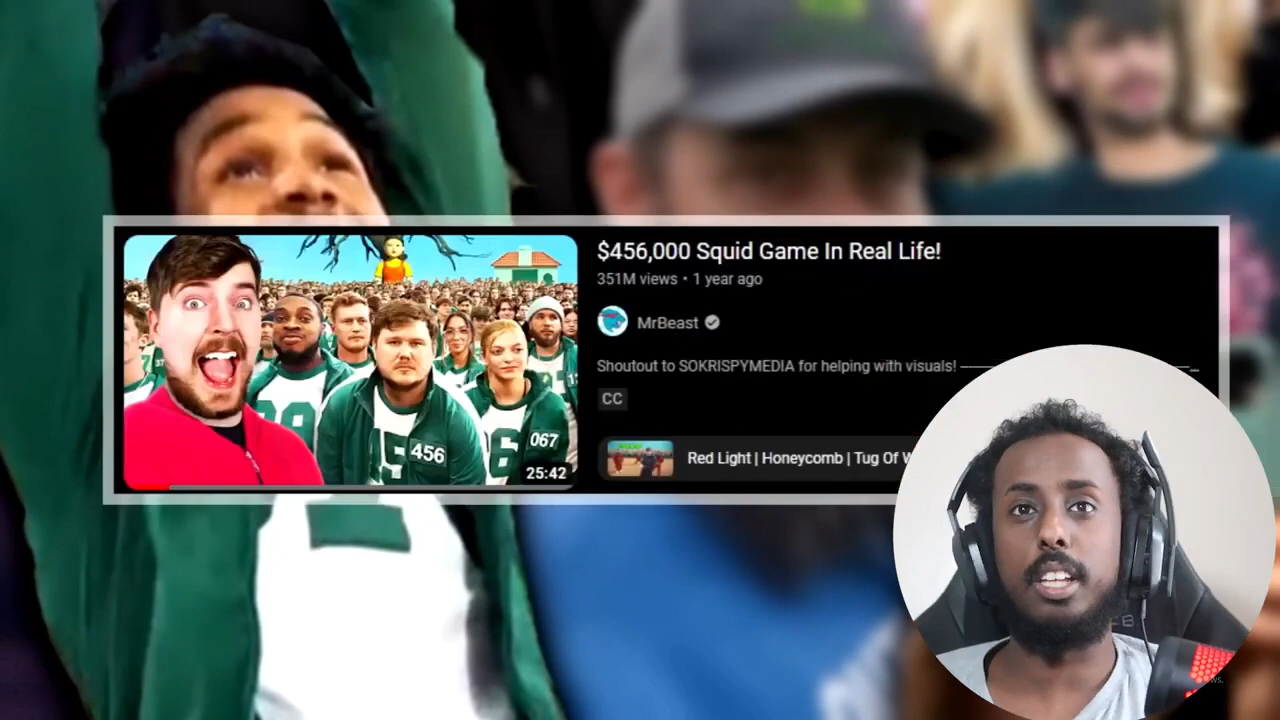 $456,000 Squid Game In Real Life!
351M views • 1 year ago
MrBeast
Shoutout to SOKRISPYMEDIA for helping with visuals!
CC
Red Light | Honeycomb | Tug Of
456
067
25:42